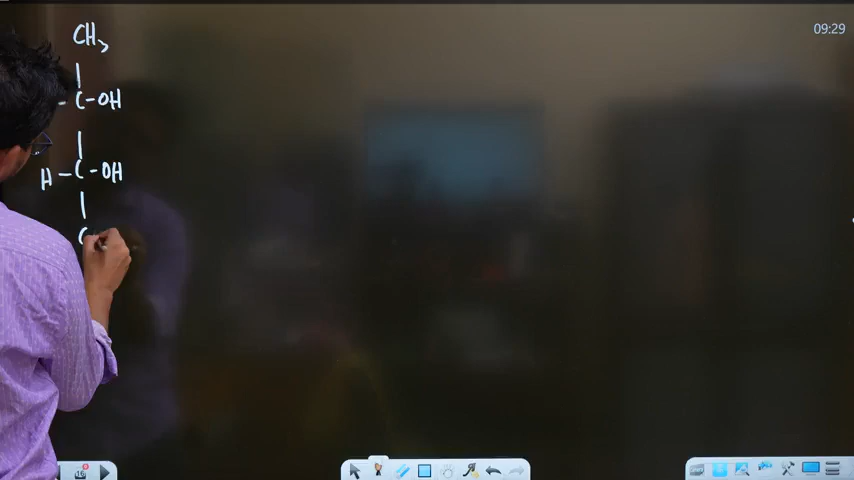 09:29
CH3
- C - OH
H - C - OH
C